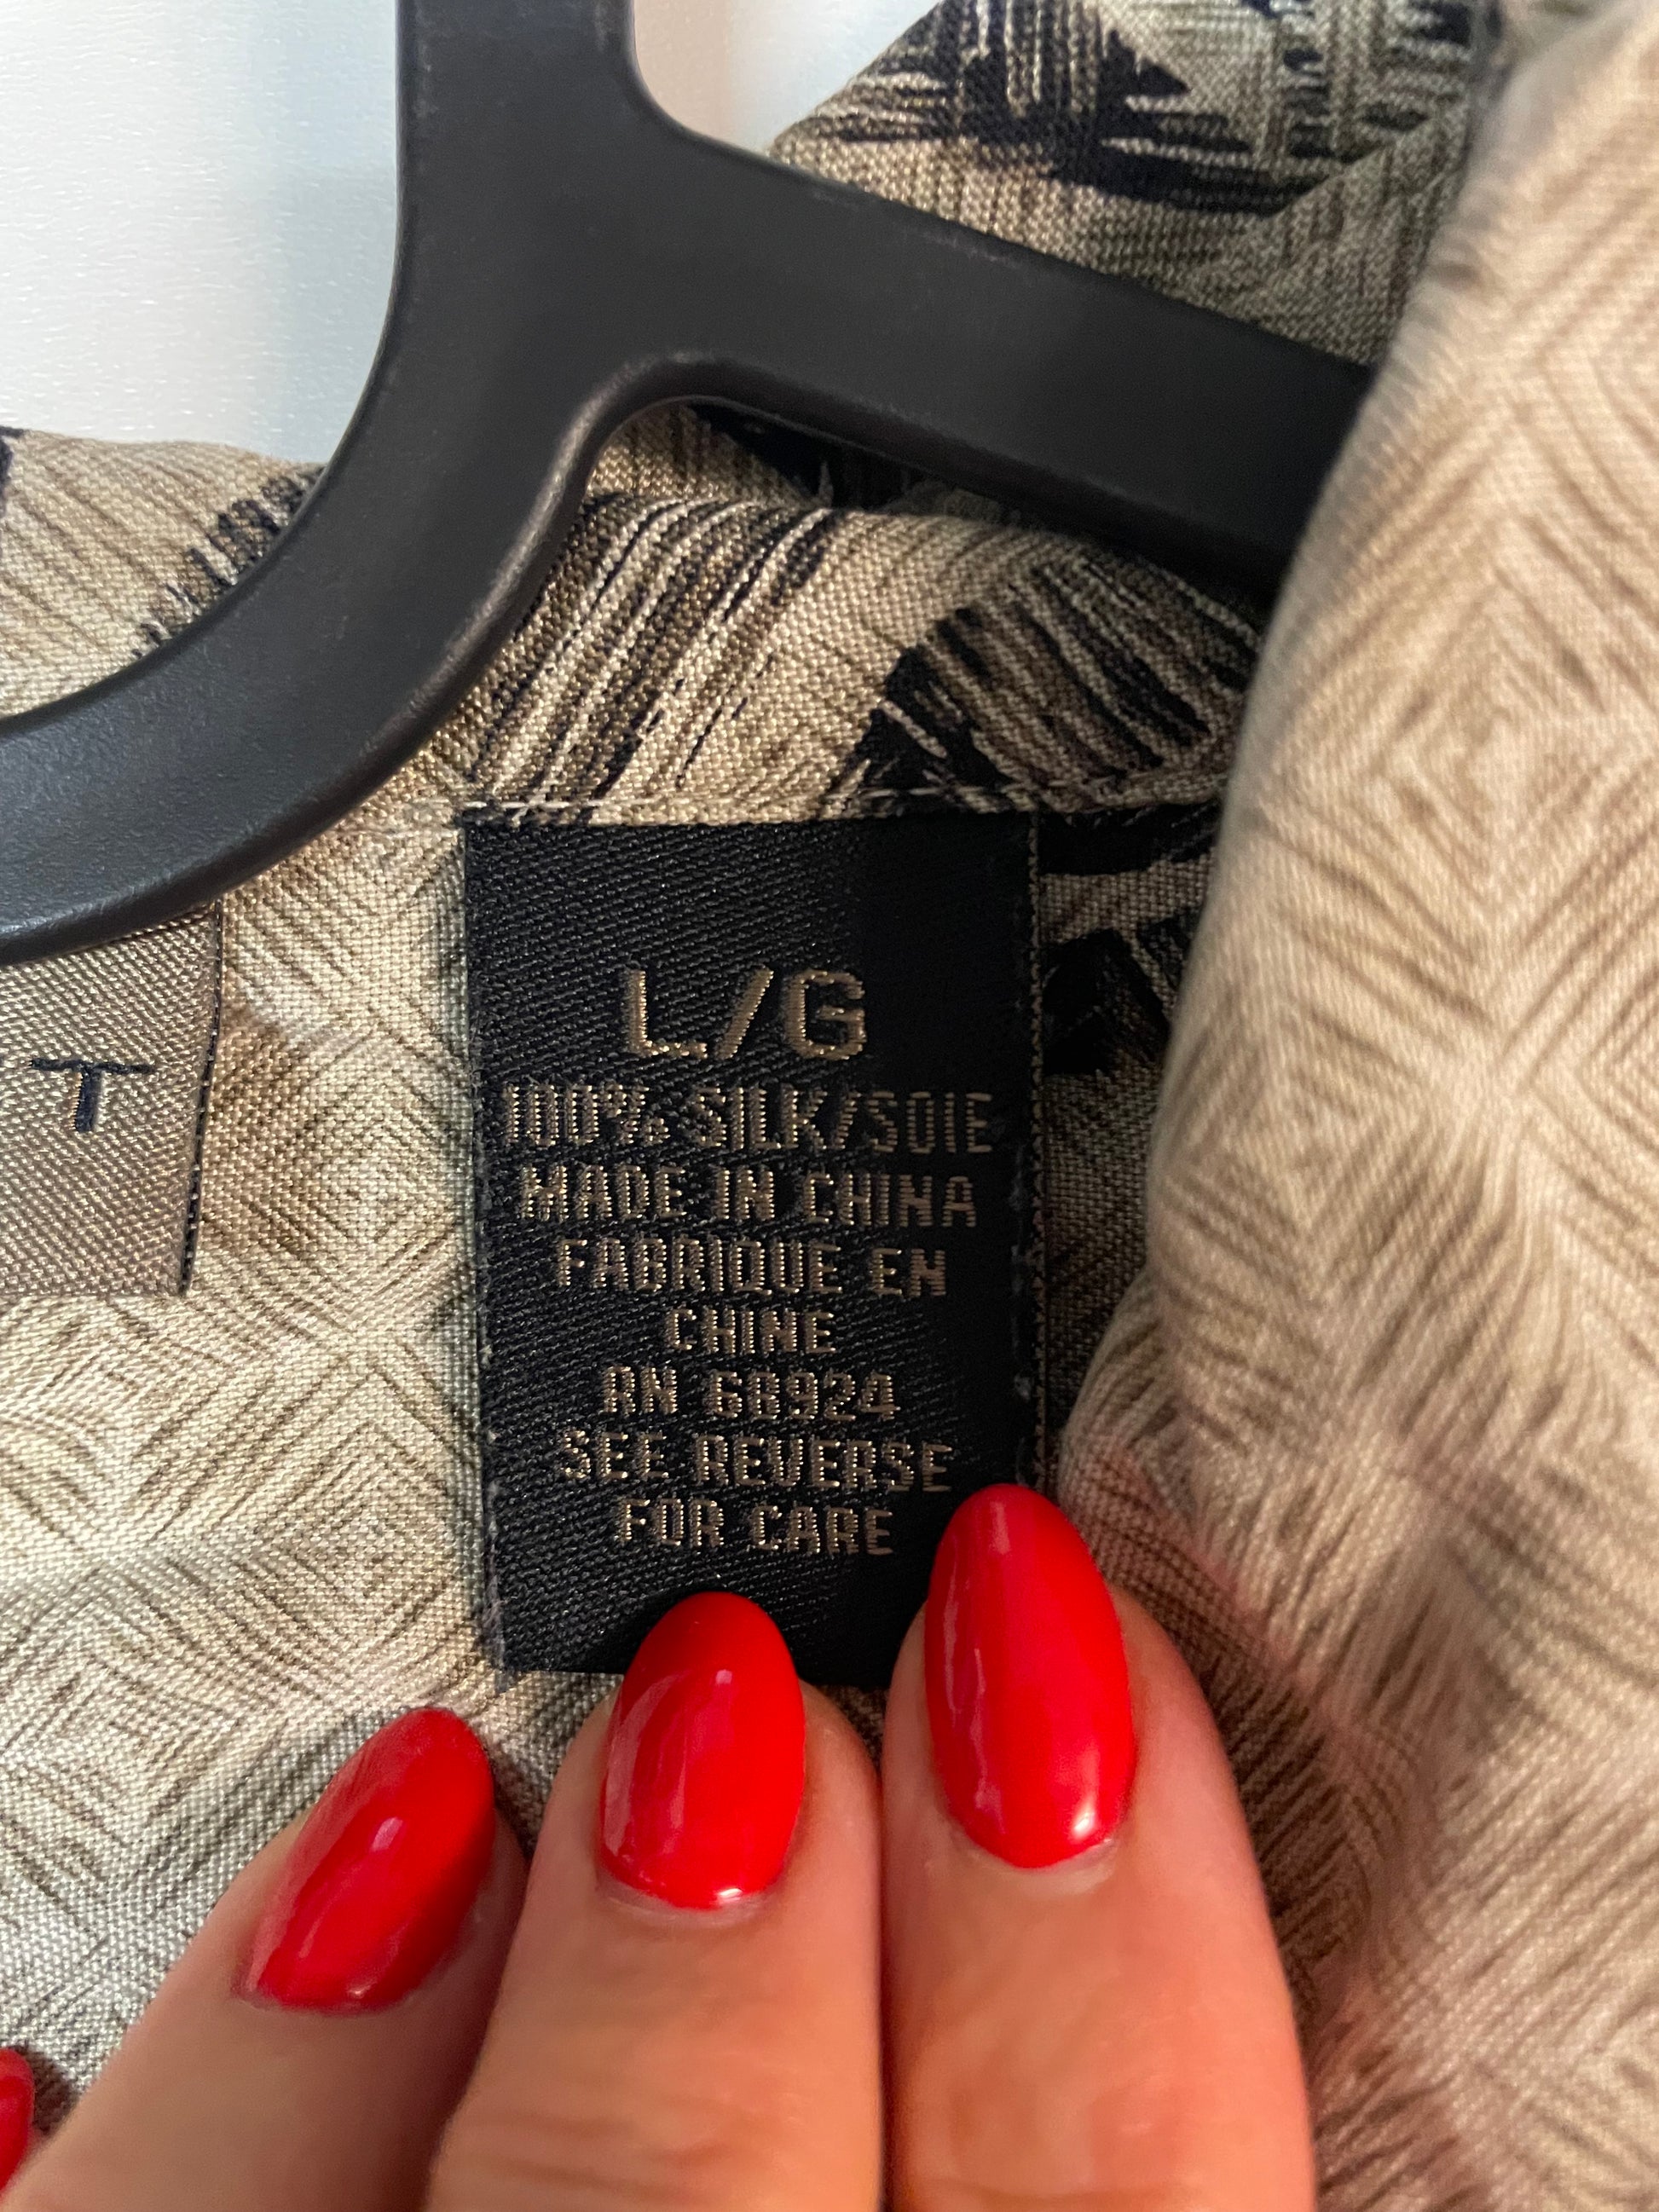 T
L/G
100% SILK/SOIE
MADE IN CHINA
FABRIQUE EN
CHINE
RN 68924
SEE REVERSE
FOR CARE